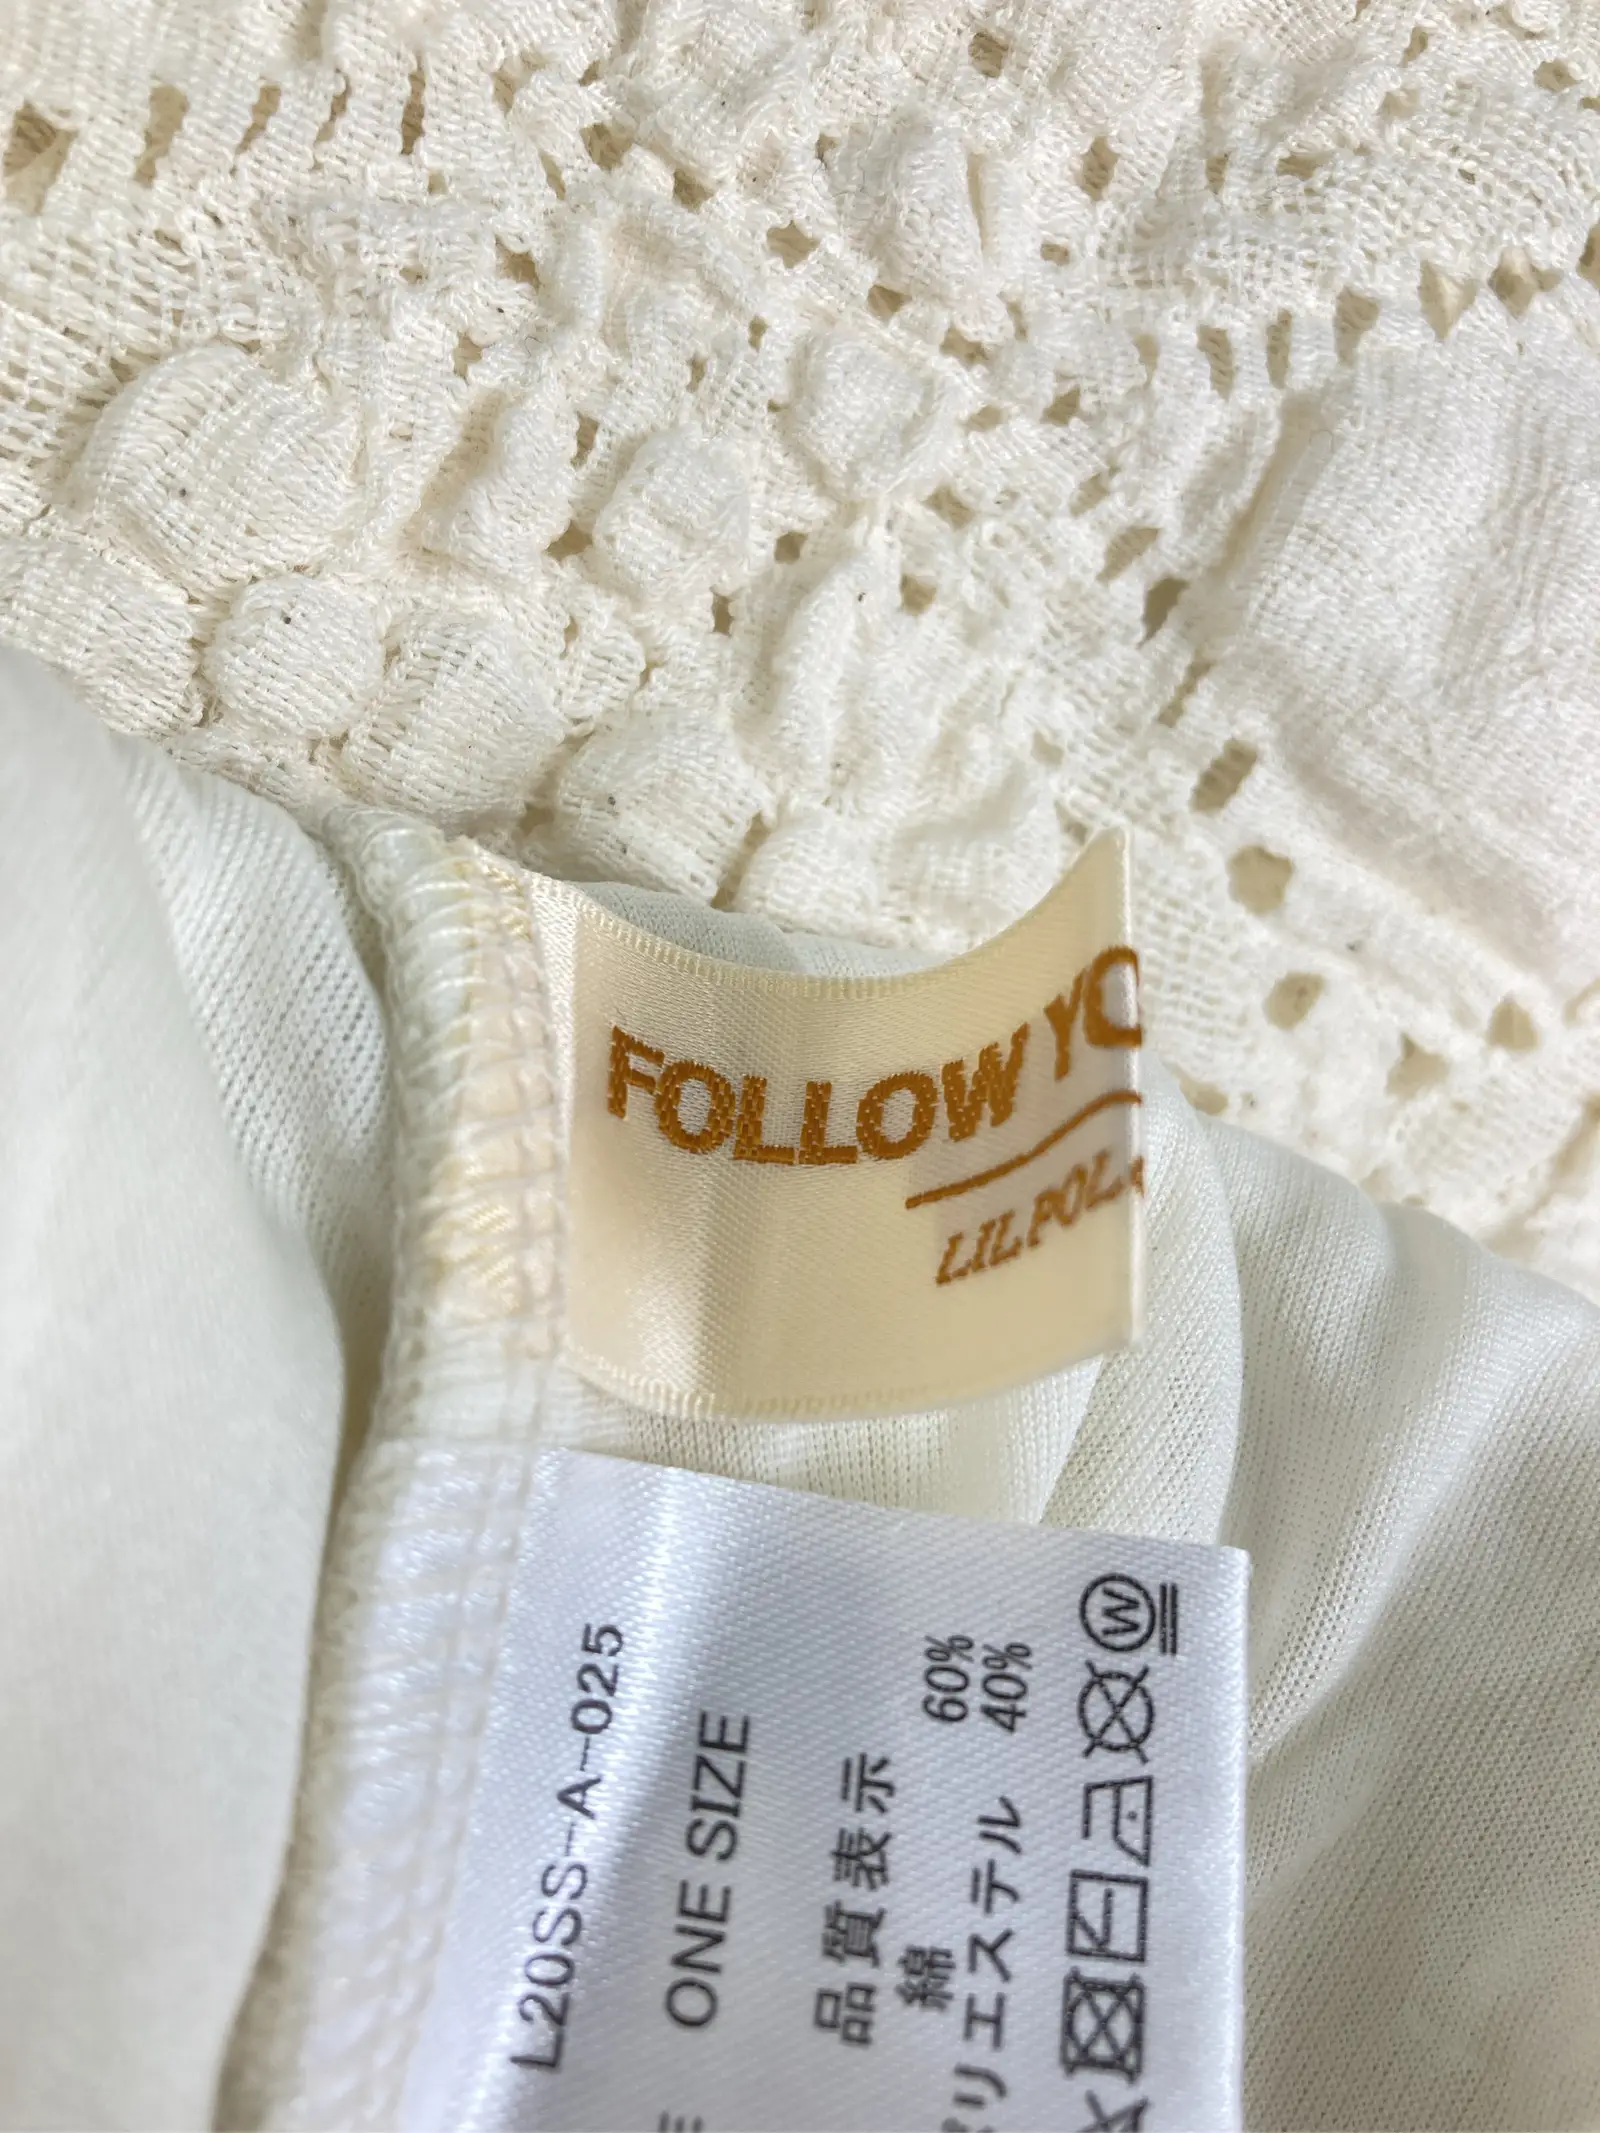 FOLLOW YO
LIL POL
L20SS-A-025
ONE SIZE
品質表示
綿 60%
リエステル 40%
W